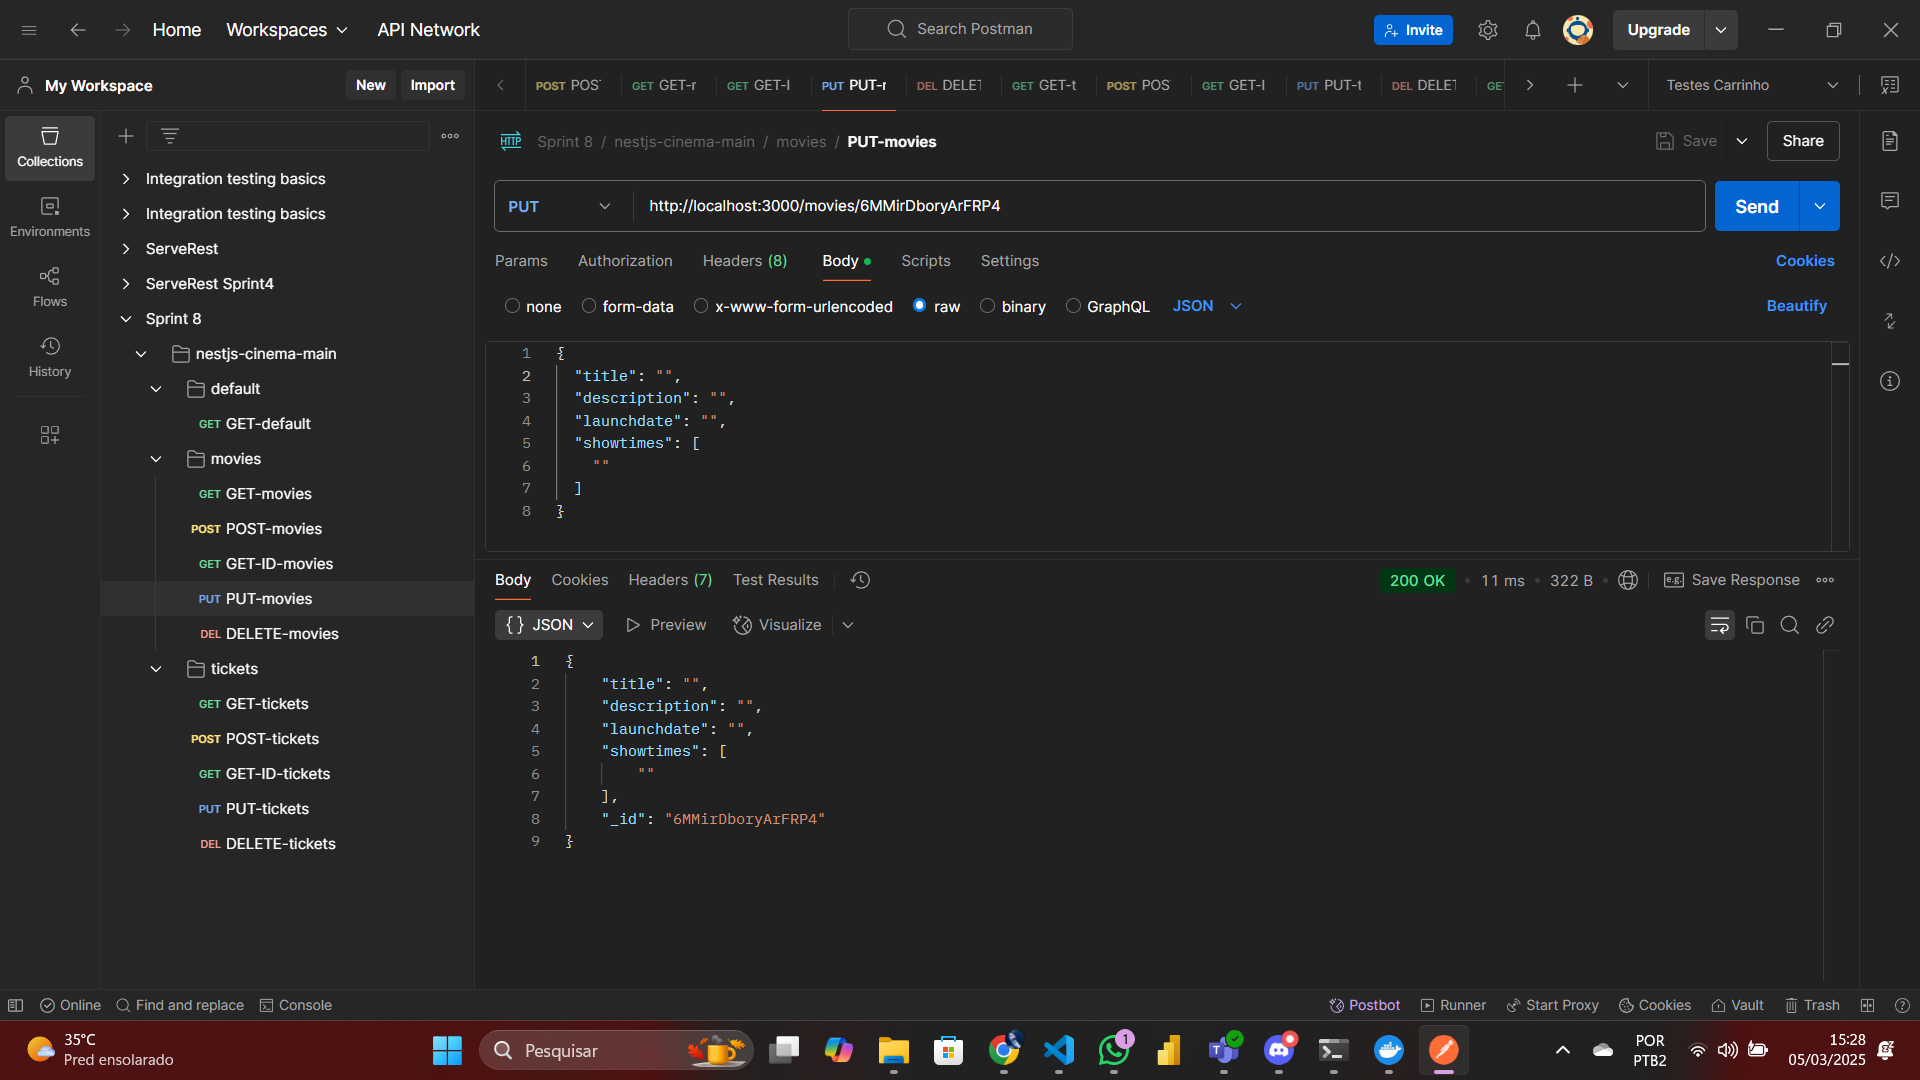 Home
Workspaces
API Network
Search Postman
Invite
Upgrade
My Workspace
New
Import
POST POS
GET GET-r
GET GET-I
PUT PUT-r
DEL DELE
GET GET-t
POST POS
GET GET-I
PUT PUT-t
DEL DELE
GE
Testes Carrinho
Collections
Environments
Flows
History
Integration testing basics
Integration testing basics
ServeRest
ServeRest Sprint4
Sprint 8
nestjs-cinema-main
default
GET GET-default
movies
GET GET-movies
POST POST-movies
GET GET-ID-movies
PUT PUT-movies
DEL DELETE-movies
tickets
GET GET-tickets
POST POST-tickets
GET GET-ID-tickets
PUT PUT-tickets
DEL DELETE-tickets
HTTP Sprint 8 / nestjs-cinema-main / movies / PUT-movies
Save
Share
PUT
http://localhost:3000/movies/6MMirDboryArFRP4
Send
Params
Authorization
Headers (8)
Body
Scripts
Settings
Cookies
none
form-data
x-www-form-urlencoded
raw
binary
GraphQL
JSON
Beautify
1 {
2 "title": "",
3 "description": "",
4 "launchdate": "",
5 "showtimes": [
6 ""
7 ]
8 }
Body
Cookies
Headers (7)
Test Results
200 OK
11 ms
322 B
e.g. Save Response
{} JSON
Preview
Visualize
1 {
2 "title": "",
3 "description": "",
4 "launchdate": "",
5 "showtimes": [
6 ""
7 ],
8 "_id": "6MMirDboryArFRP4"
9 }
Online
Find and replace
Console
Postbot
Runner
Start Proxy
Cookies
Vault
Trash
35°C
Pred ensolarado
Pesquisar
1
POR
PTB2
15:28
05/03/2025